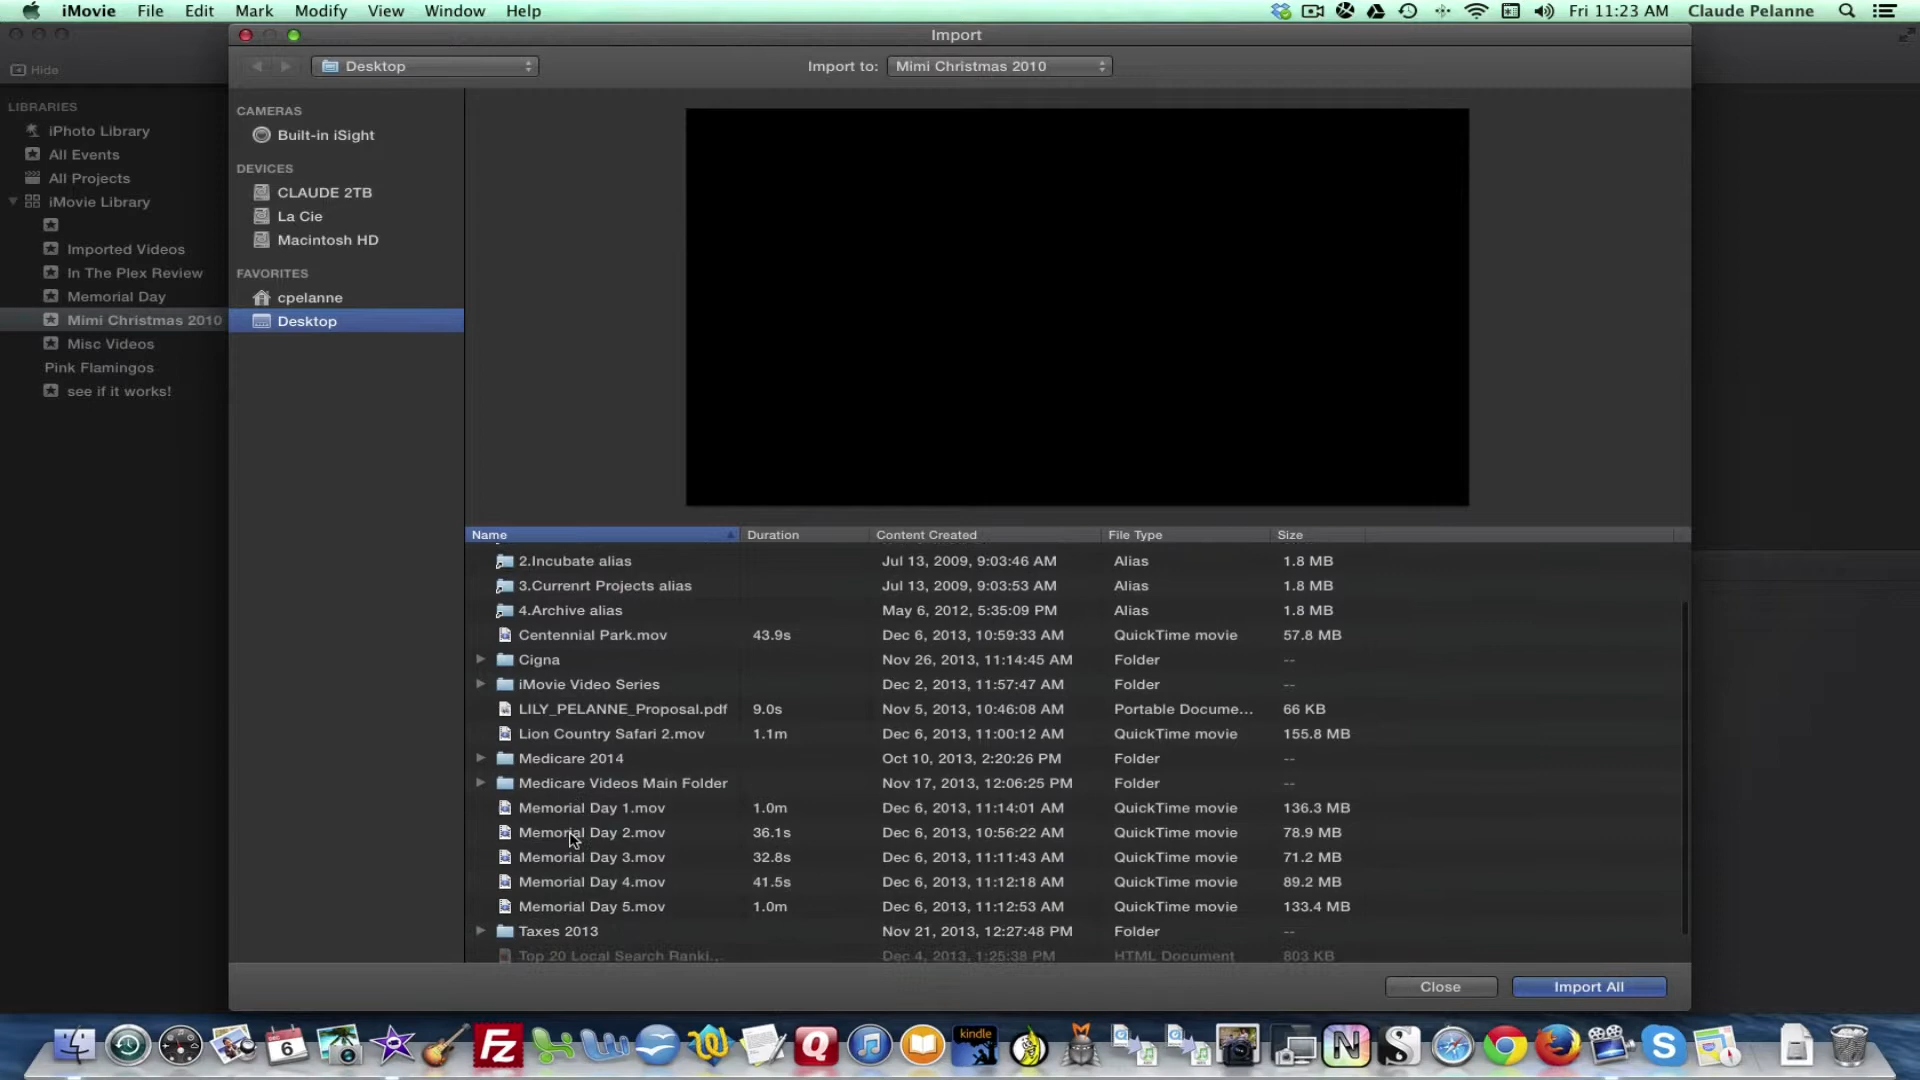 iMovie File Edit Mark Modify View Window Help Fri 11:23 AM Claude Pelanne
Import
Hide
Desktop
Import to: Mimi Christmas 2010
LIBRARIES
iPhoto Library
All Events
All Projects
iMovie Library
Imported Videos
In The Plex Review
Memorial Day
Mimi Christmas 2010
Misc Videos
Pink Flamingos
see if it works!
CAMERAS
Built-in iSight
DEVICES
CLAUDE 2TB
La Cie
Macintosh HD
FAVORITES
cpelanne
Desktop
Name Duration Content Created File Type Size
2.Incubate alias Jul 13, 2009, 9:03:46 AM Alias 1.8 MB
3.Currenrt Projects alias Jul 13, 2009, 9:03:53 AM Alias 1.8 MB
4.Archive alias May 6, 2012, 5:35:09 PM Alias 1.8 MB
Centennial Park.mov 43.9s Dec 6, 2013, 10:59:33 AM QuickTime movie 57.8 MB
Cigna Nov 26, 2013, 11:14:45 AM Folder --
iMovie Video Series Dec 2, 2013, 11:57:47 AM Folder --
LILY_PELANNE_Proposal.pdf 9.0s Nov 5, 2013, 10:46:08 AM Portable Docume... 66 KB
Lion Country Safari 2.mov 1.1m Dec 6, 2013, 11:00:12 AM QuickTime movie 155.8 MB
Medicare 2014 Oct 10, 2013, 2:20:26 PM Folder --
Medicare Videos Main Folder Nov 17, 2013, 12:06:25 PM Folder --
Memorial Day 1.mov 1.0m Dec 6, 2013, 11:14:01 AM QuickTime movie 136.3 MB
Memorial Day 2.mov 36.1s Dec 6, 2013, 10:56:22 AM QuickTime movie 78.9 MB
Memorial Day 3.mov 32.8s Dec 6, 2013, 11:11:43 AM QuickTime movie 71.2 MB
Memorial Day 4.mov 41.5s Dec 6, 2013, 11:12:18 AM QuickTime movie 89.2 MB
Memorial Day 5.mov 1.0m Dec 6, 2013, 11:12:53 AM QuickTime movie 133.4 MB
Taxes 2013 Nov 21, 2013, 12:27:48 PM Folder --
Top 20 Local Search Ranki... Dec 4, 2013, 1:25:38 PM HTML Document 803 KB
Close Import All
6 FZ Q kindle N S